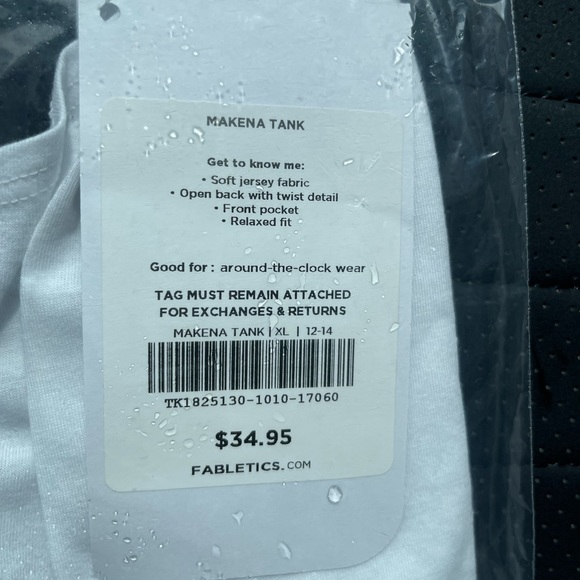 MAKENA TANK
Get to know me:
• Soft jersey fabric
• Open back with twist detail
• Front pocket
• Relaxed fit
Good for: around-the-clock wear
TAG MUST REMAIN ATTACHED
FOR EXCHANGES & RETURNS
MAKENA TANK | XL | 12-14
TK1825130-1010-17060
$34.95
FABLETICS.COM